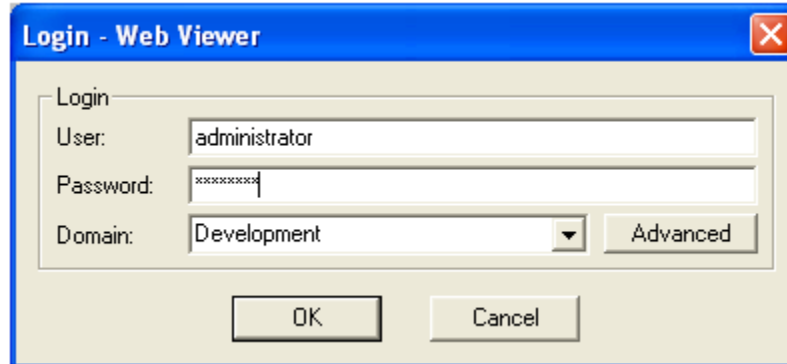 Login - Web Viewer
Login
User: administrator
Password: ××××××××
Domain: Development Advanced
OK Cancel